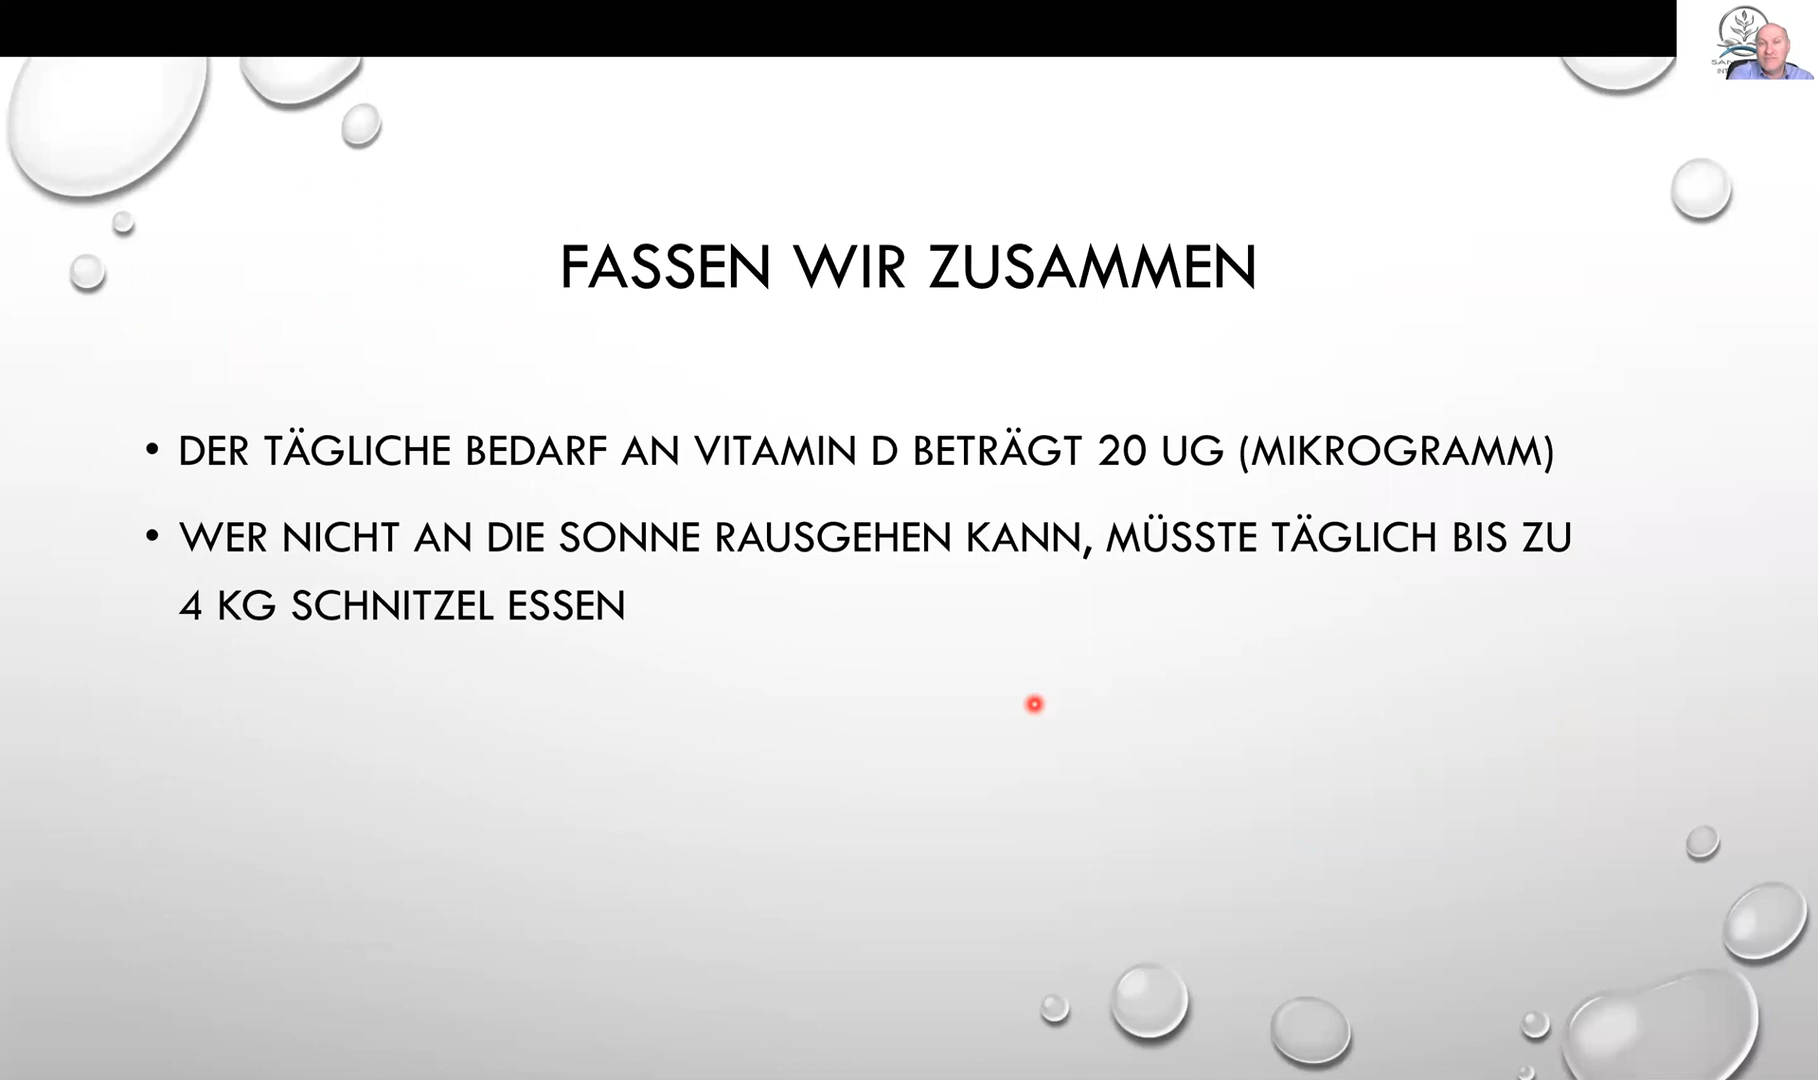 FASSEN WIR ZUSAMMEN
• DER TÄGLICHE BEDARF AN VITAMIN D BETRÄGT 20 UG (MIKROGRAMM)
• WER NICHT AN DIE SONNE RAUSGEHEN KANN, MÜSSTE TÄGLICH BIS ZU
4 KG SCHNITZEL ESSEN